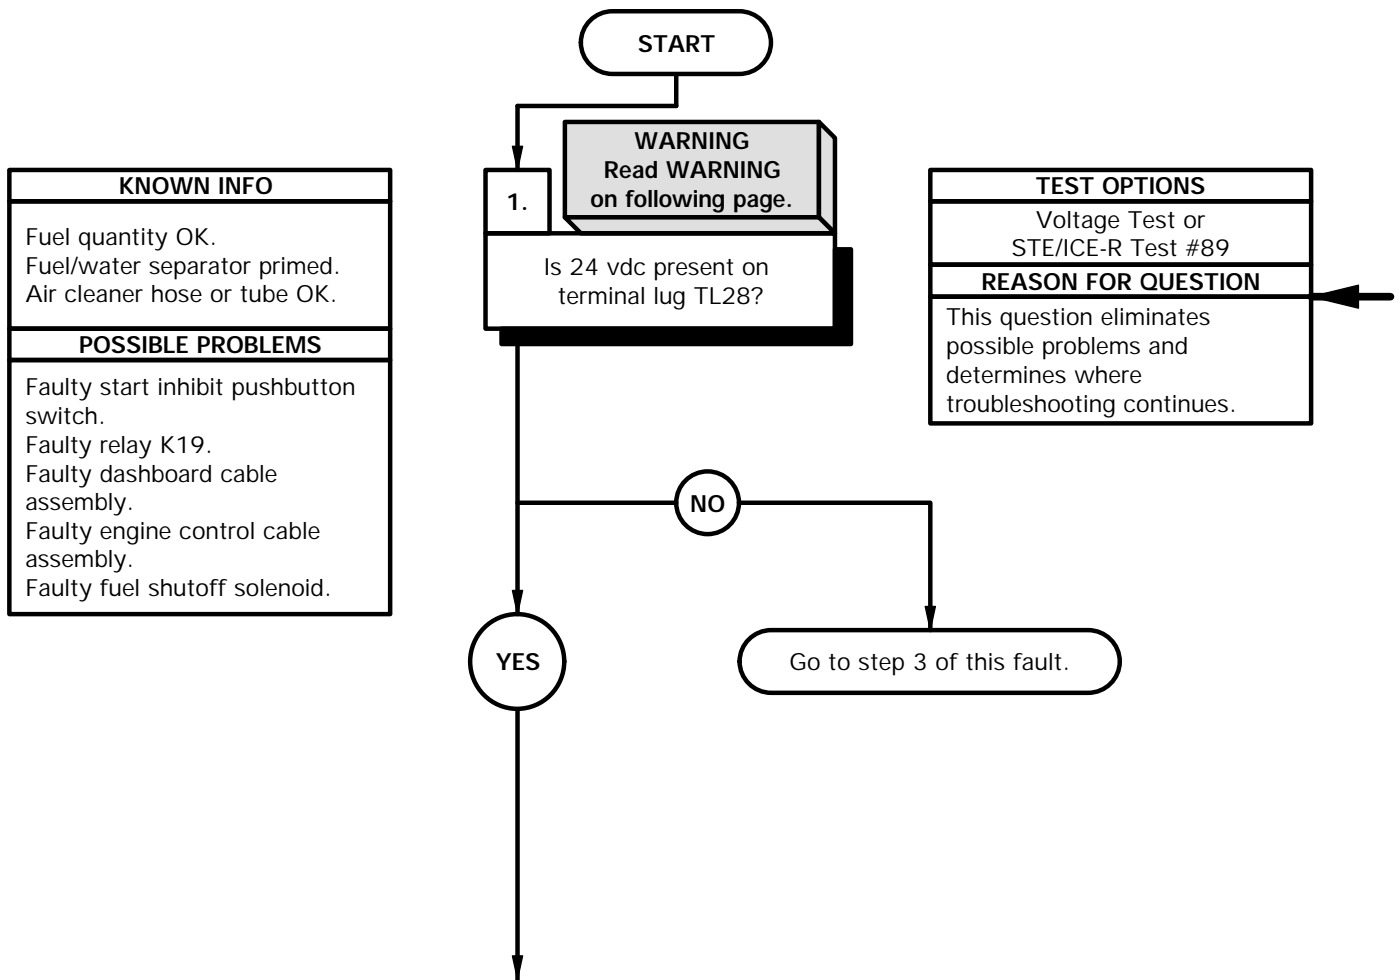 START
WARNING
Read WARNING
on following page.
1.
Is 24 vdc present on
terminal lug TL28?
KNOWN INFO
Fuel quantity OK.
Fuel/water separator primed.
Air cleaner hose or tube OK.
POSSIBLE PROBLEMS
Faulty start inhibit pushbutton
switch.
Faulty relay K19.
Faulty dashboard cable
assembly.
Faulty engine control cable
assembly.
Faulty fuel shutoff solenoid.
TEST OPTIONS
Voltage Test or
STE/ICE-R Test #89
REASON FOR QUESTION
This question eliminates
possible problems and
determines where
troubleshooting continues.
NO
YES
Go to step 3 of this fault.